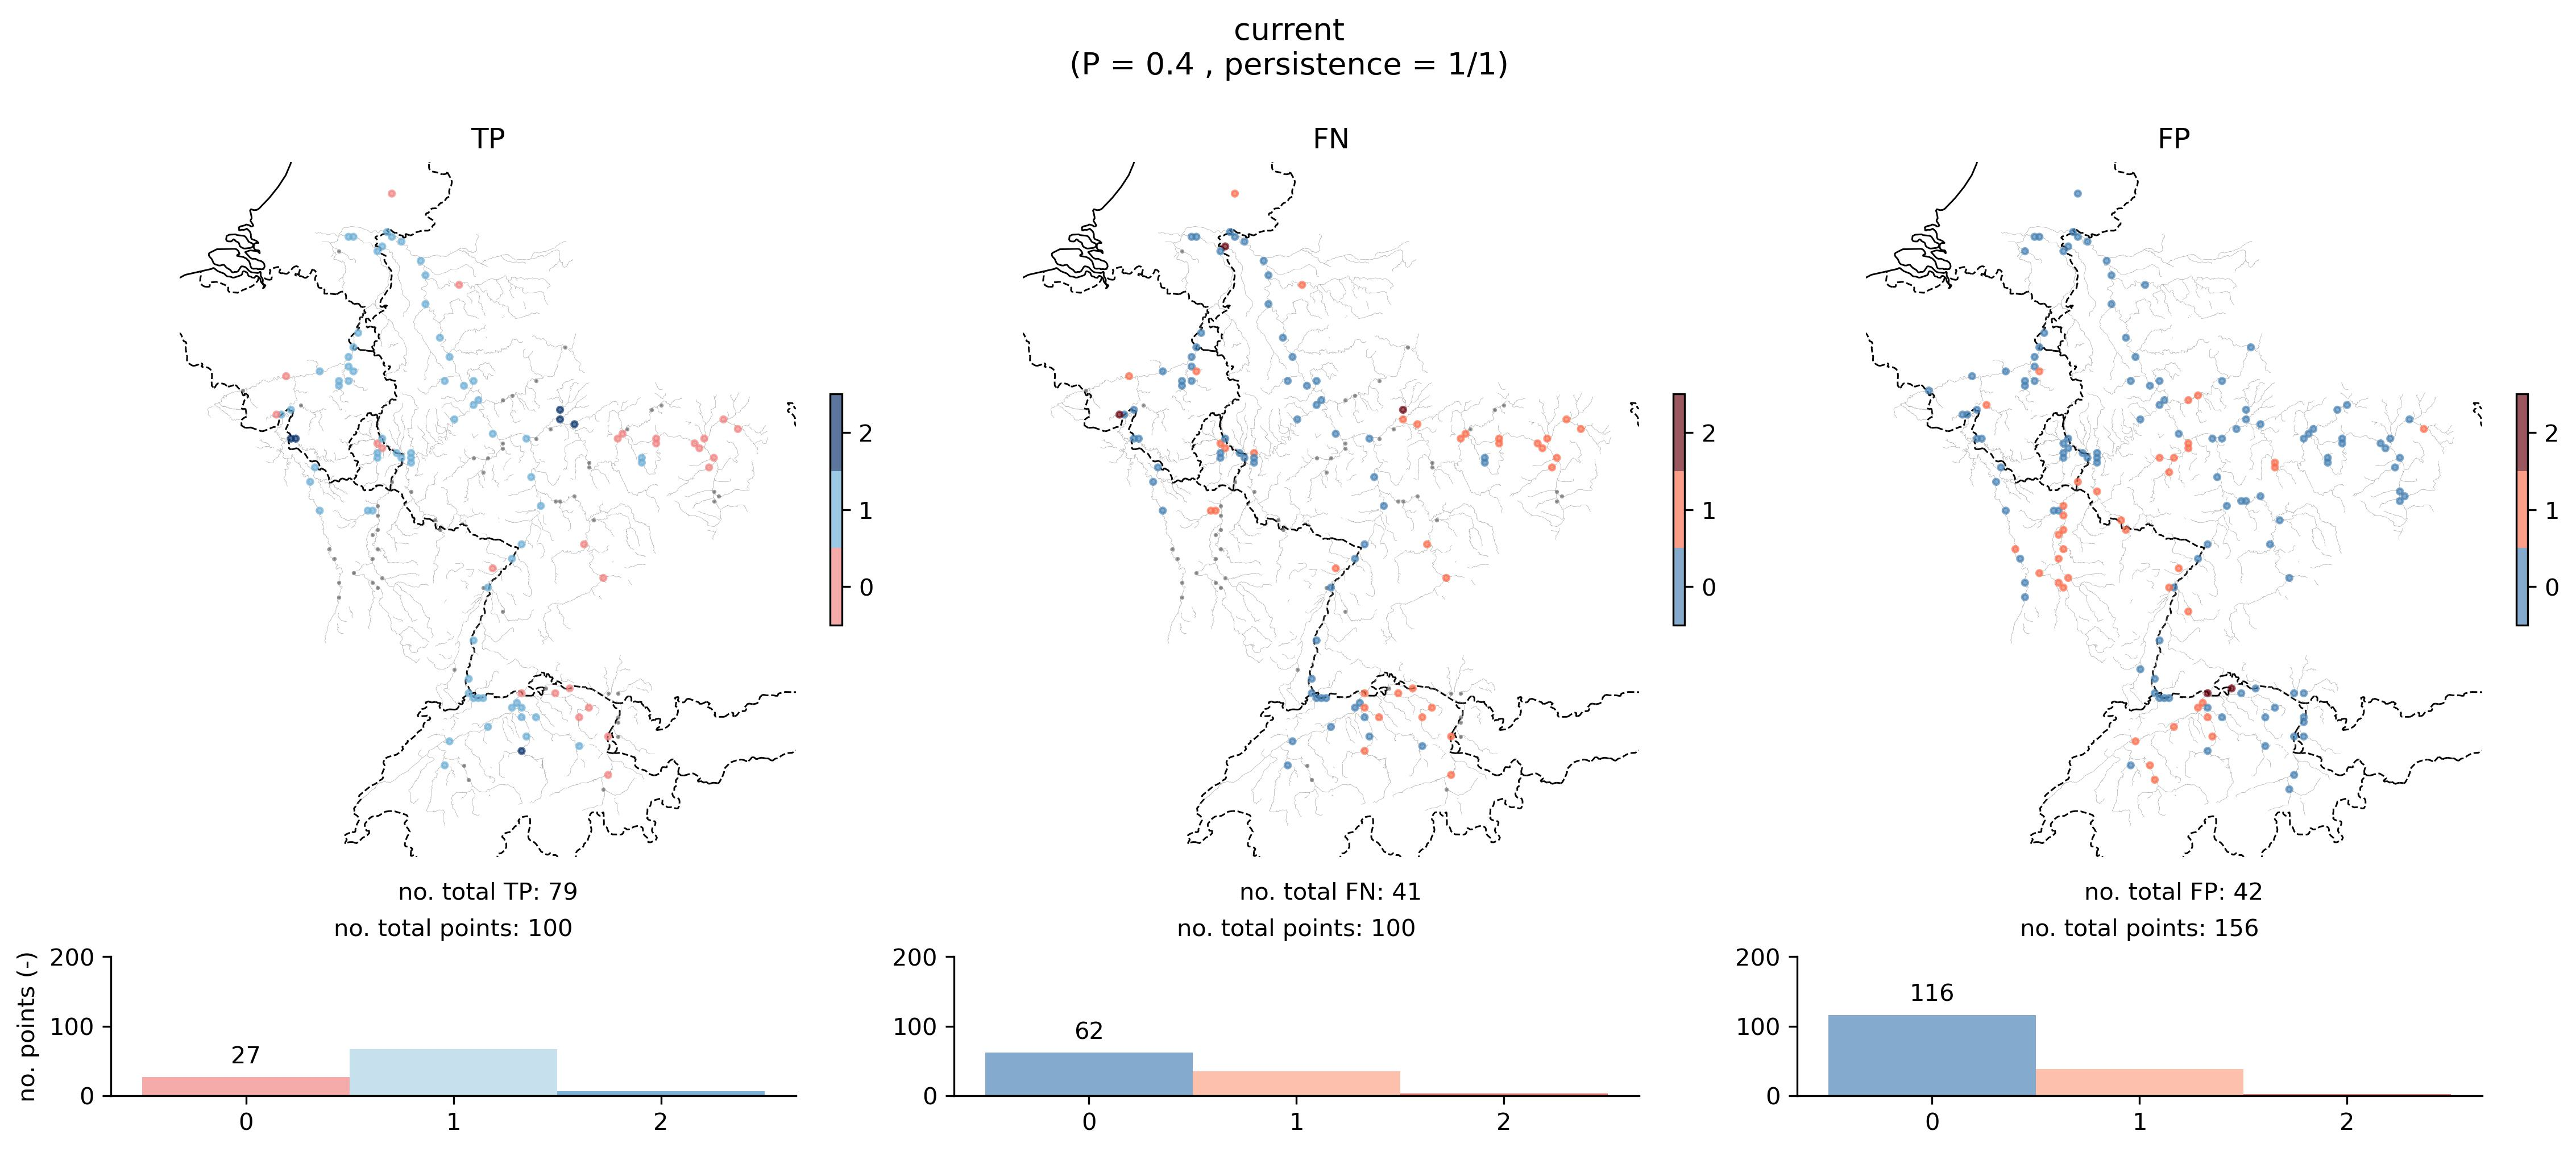 current
(P = 0.4 , persistence = 1/1)
TP
FN
FP
2
1
0
2
1
0
2
1
0
no. total TP: 79
no. total FN: 41
no. total FP: 42
no. total points: 100
no. total points: 100
no. total points: 156
no. points (-)
200
100
0
27
0
1
2
200
100
0
62
0
1
2
200
100
0
116
0
1
2